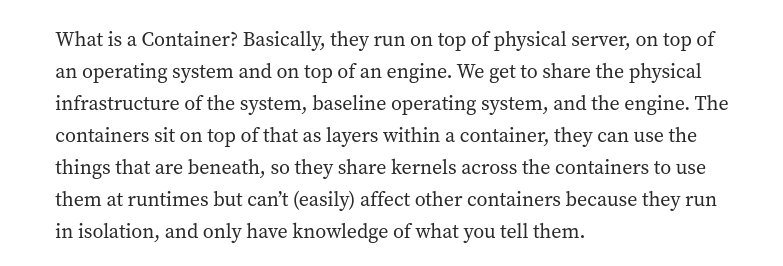 What is a Container? Basically, they run on top of physical server, on top of
an operating system and on top of an engine. We get to share the physical
infrastructure of the system, baseline operating system, and the engine. The
containers sit on top of that as layers within a container, they can use the
things that are beneath, so they share kernels across the containers to use
them at runtimes but can’t (easily) affect other containers because they run
in isolation, and only have knowledge of what you tell them.